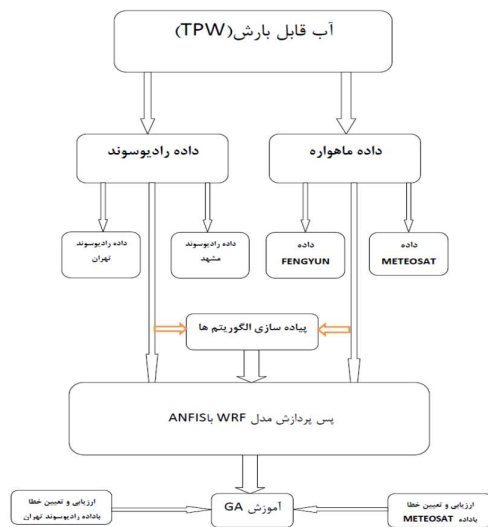 آب قابل بارش(TPW)
داده رادیوسوند
داده ماهواره
داده رادیوسوند
تهران
داده رادیوسوند
مشهد
داده
FENGYUN
داده
METEOSAT
پیاده سازی الگوریتم ها
پس پردازش مدل WRF باANFIS
ارزیابی و تعیین خطا
باداده رادیوسوند تهران
آموزش GA
ارزیابی و تعیین خطا
باداده METEOSAT